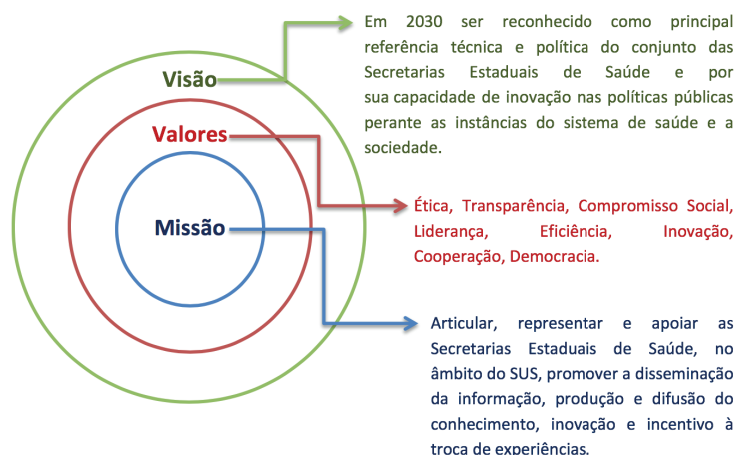 Visão
Em 2030 ser reconhecido como principal
referência técnica e política do conjunto das
Secretarias Estaduais de Saúde e por
sua capacidade de inovação nas políticas públicas
perante as instâncias do sistema de saúde e a
sociedade.
Valores
Ética, Transparência, Compromisso Social,
Liderança, Eficiência, Inovação,
Cooperação, Democracia.
Missão
Articular, representar e apoiar as
Secretarias Estaduais de Saúde, no
âmbito do SUS, promover a disseminação
da informação, produção e difusão do
conhecimento, inovação e incentivo à
troca de experiências.